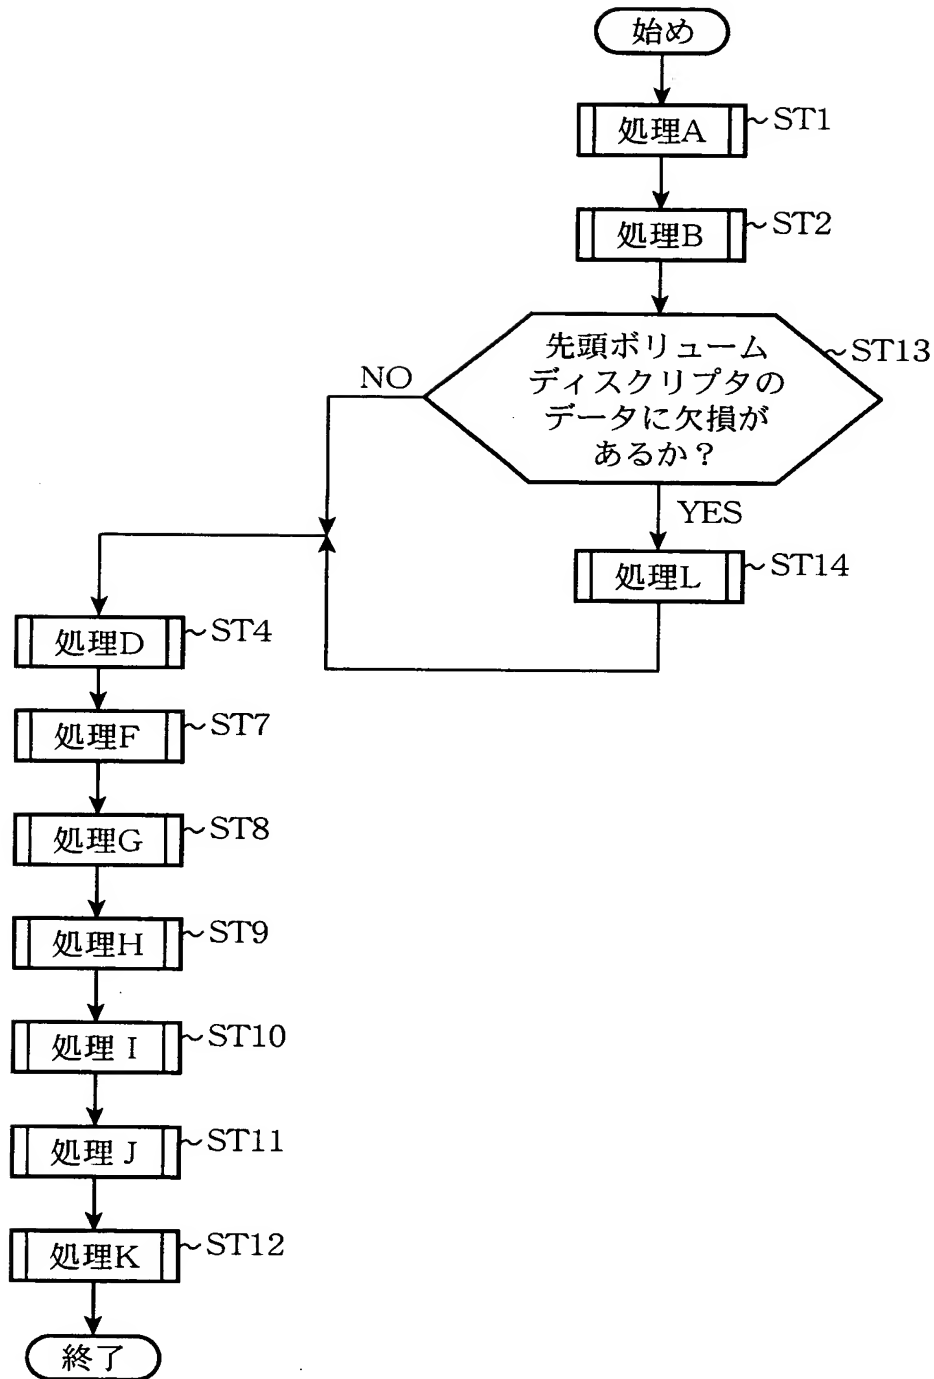 始め
処理A
ST1
処理B
ST2
先頭ボリューム
ディスクリプタの
データに欠損が
あるか？
ST13
NO
YES
処理L
ST14
処理D
ST4
処理F
ST7
処理G
ST8
処理H
ST9
処理I
ST10
処理J
ST11
処理K
ST12
終了